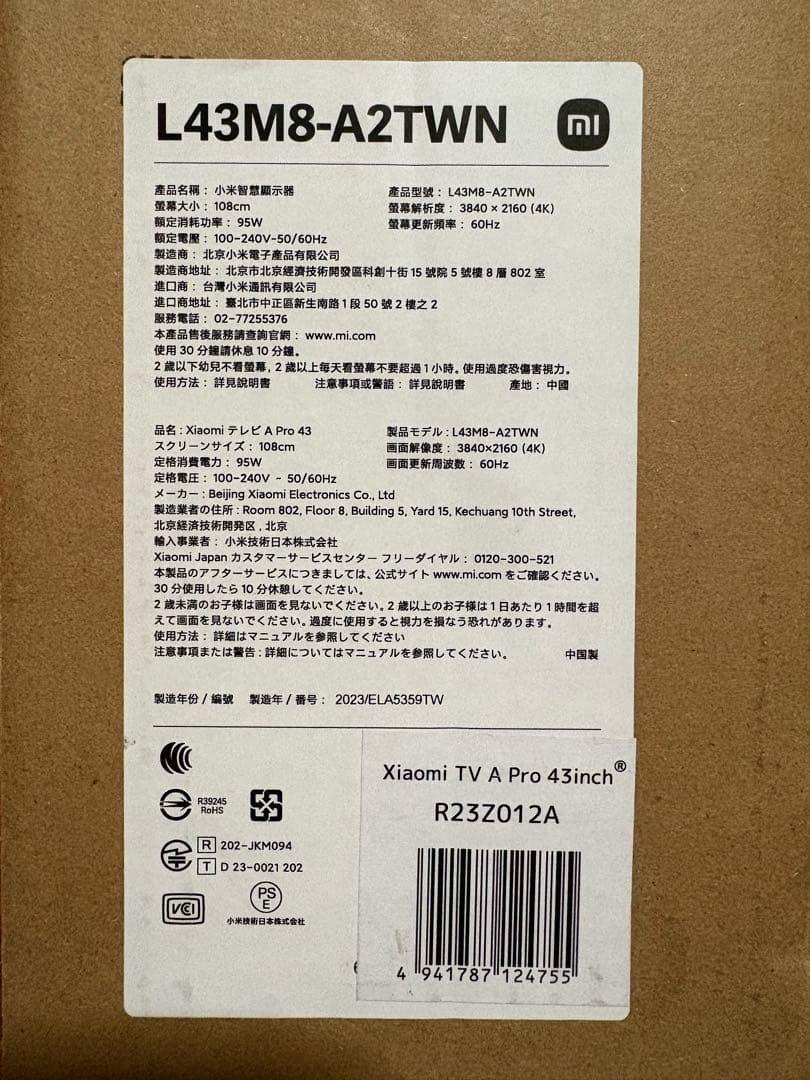 L43M8-A2TWN
mi
產品名稱：小米智慧顯示器
產品型號：L43M8-A2TWN
螢幕大小：108cm
螢幕解析度：3840 × 2160 (4K)
額定消耗功率：95W
螢幕更新頻率：60Hz
額定電壓：100-240V~50/60Hz
製造商：北京小米電子產品有限公司
製造商地址：北京市北京經濟技術開發區科創十街 15 號院 5 號樓 8 層 802 室
進口商：台灣小米通訊有限公司
進口商地址：臺北市中正區新生南路 1 段 50 號 2 樓之 2
服務電話：02-77255376
本產品售後服務請查詢官網：www.mi.com
使用 30 分鐘請休息 10 分鐘。
2 歲以下幼兒不看螢幕，2 歲以上每天看螢幕不要超過 1 小時。使用過度恐傷害視力。
使用方法：詳見說明書
注意事項或警語：詳見說明書
產地：中國
品名：Xiaomi テレビ A Pro 43
製品モデル：L43M8-A2TWN
スクリーンサイズ：108cm
画面解像度：3840×2160 (4K)
定格消費電力：95W
画面更新周波数：60Hz
定格電圧：100-240V ~ 50/60Hz
メーカー：Beijing Xiaomi Electronics Co., Ltd
製造業者の住所：Room 802, Floor 8, Building 5, Yard 15, Kechuang 10th Street,
北京経済技術開発区 , 北京
輸入事業者：小米技術日本株式会社
Xiaomi Japan カスタマーサービスセンター フリーダイヤル：0120-300-521
本製品のアフターサービスにつきましては、公式サイト www.mi.com をご確認ください。
30 分使用したら 10 分休憩してください。
2 歳未満のお子様は画面を見ないでください。2 歳以上のお子様は 1 日あたり 1 時間を超
えて画面を見ないでください。過度に使用すると視力を損なう恐れがあります。
使用方法：詳細はマニュアルを参照してください
注意事項または警告：詳細についてはマニュアルを参照してください。
中国製
製造年份 / 編號 製造年 / 番号：2023/ELA5359TW
R39245
RoHS
R 202-JKM094
T D 23-0021 202
VCCI
PS
E
小米技術日本株式会社
Xiaomi TV A Pro 43inch®
R23Z012A
4 941787 124755